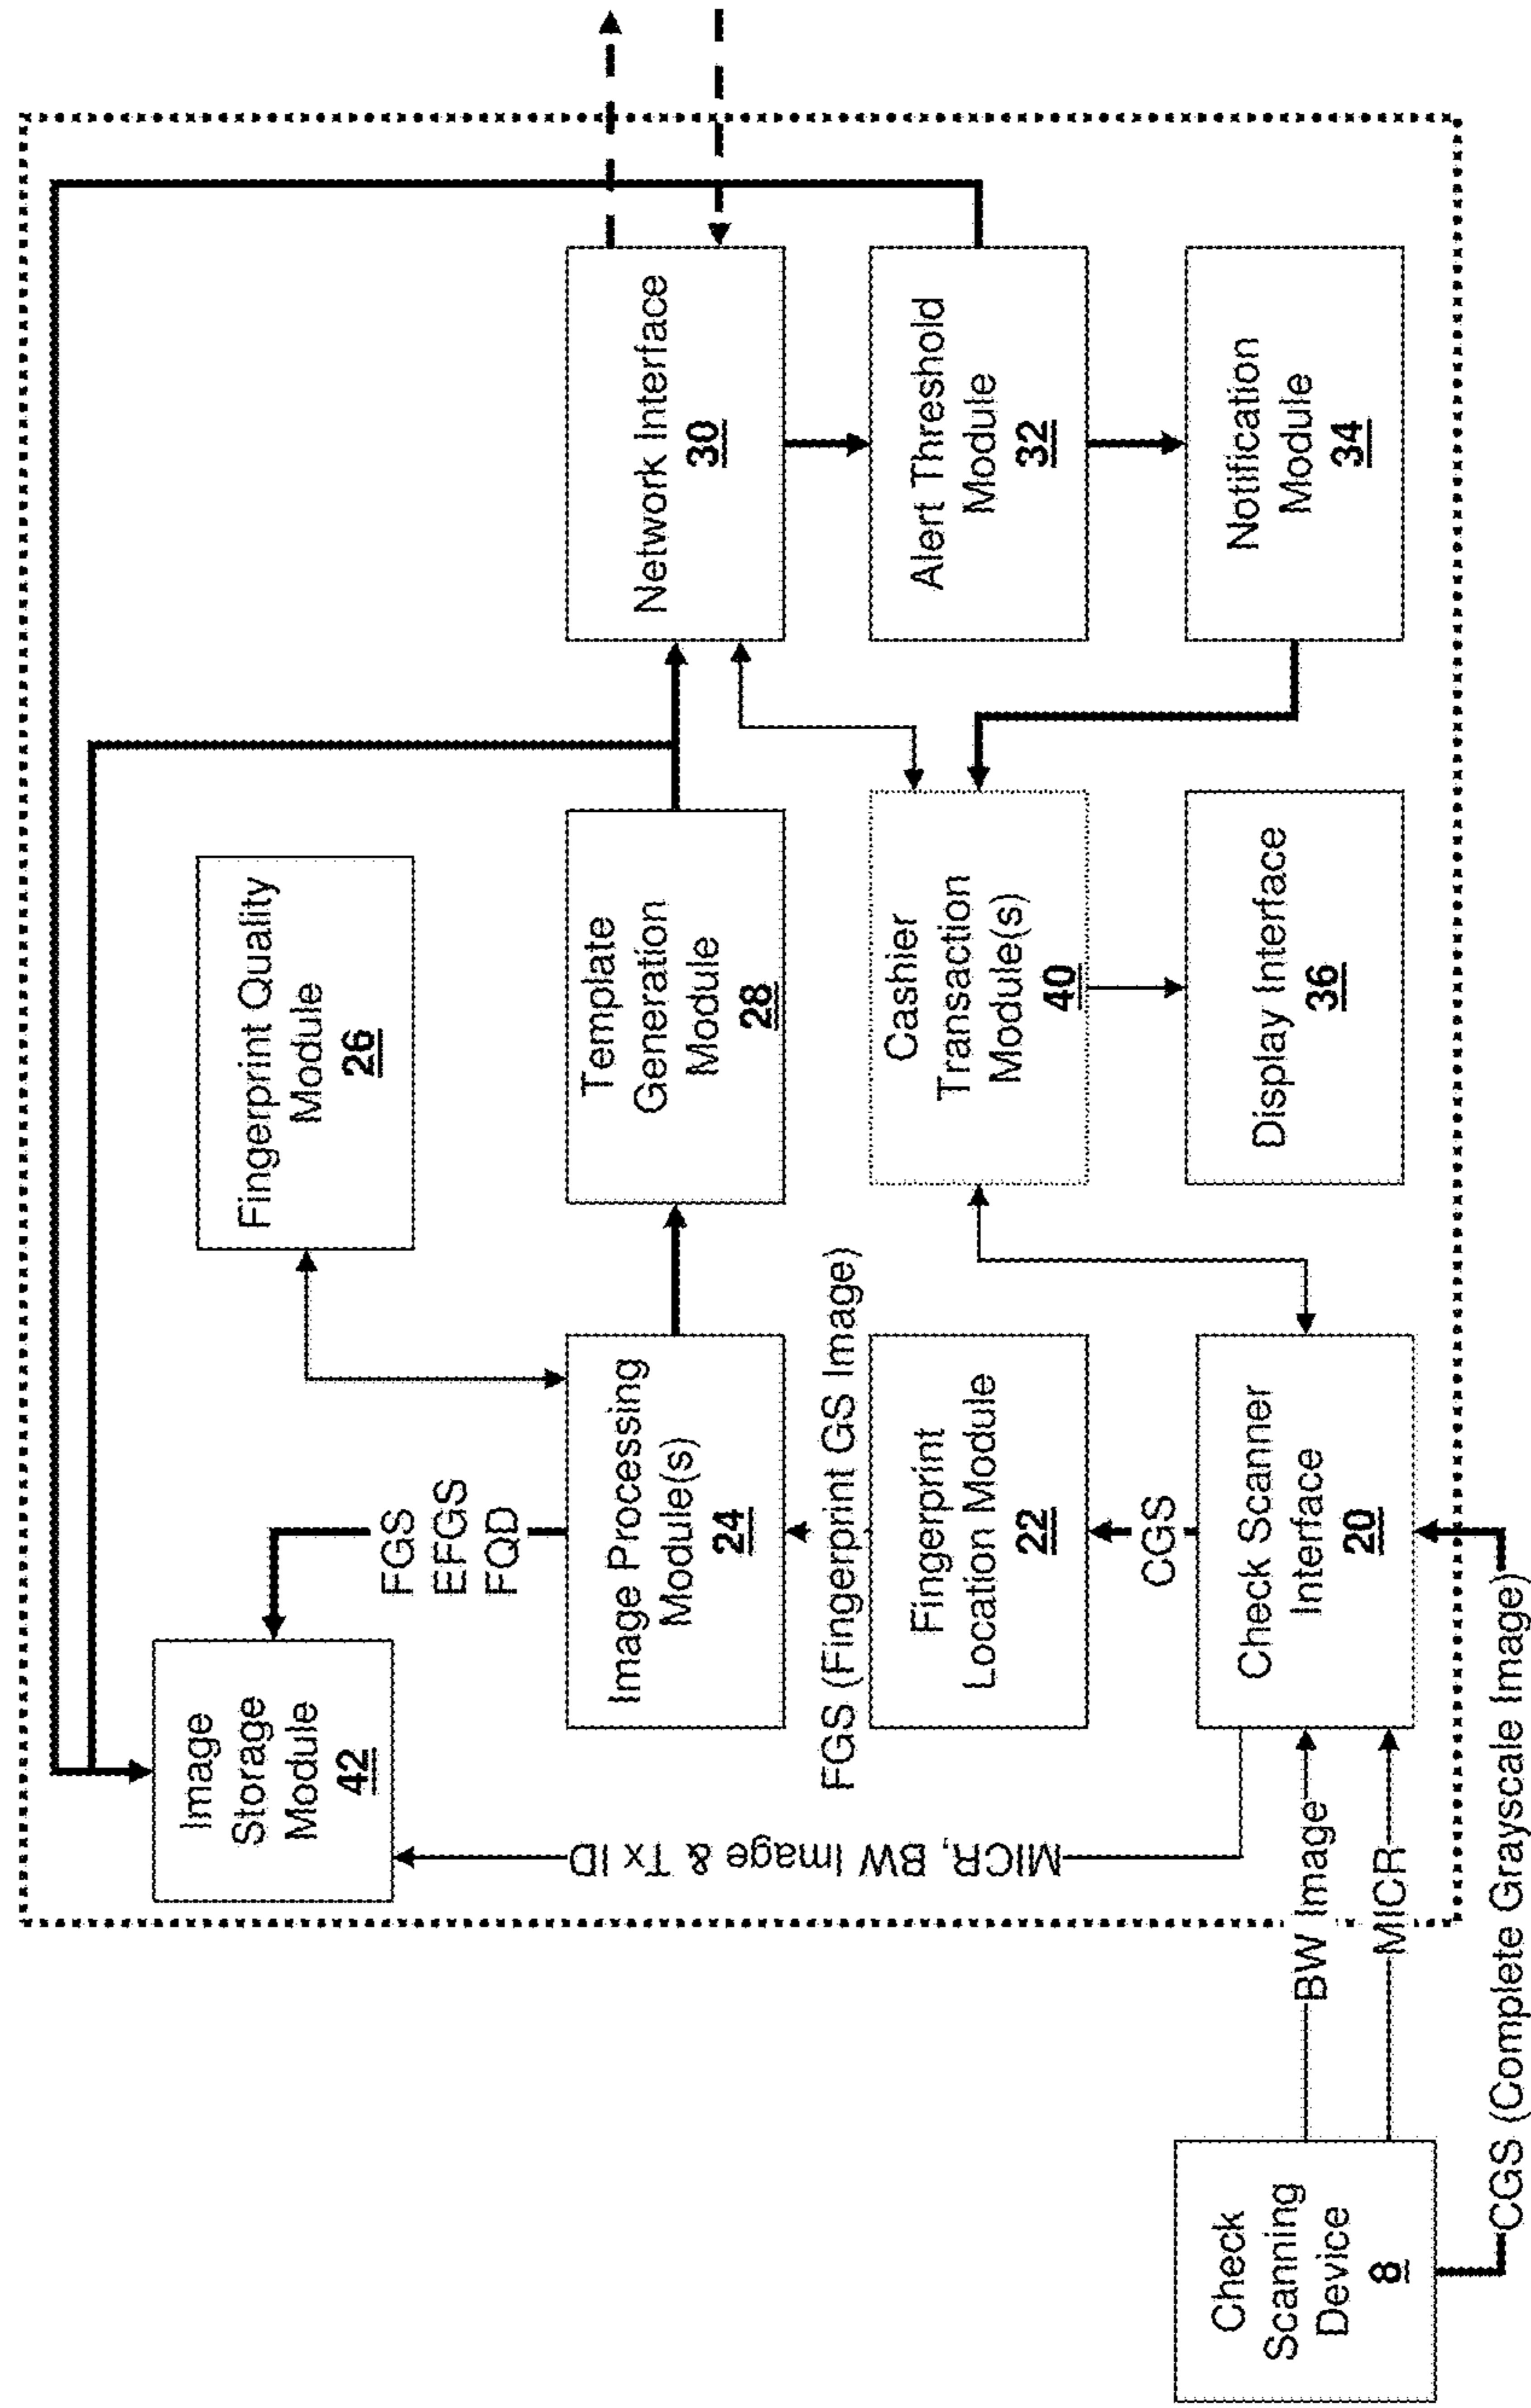 Image
Storage
Module
42
Fingerprint Quality
Module
26
FGS
EFGS
FQD
Image Processing
Module(s)
24
Template
Generation
Module
28
Network Interface
30
MICR, BW Image & Tx ID
FGS (Fingerprint GS Image)
Fingerprint
Location Module
22
Cashier
Transaction
Module(s)
40
Alert Threshold
Module
32
CGS
Check Scanner
Interface
20
Display Interface
36
Notification
Module
34
BW Image
MICR
Check
Scanning
Device
8
CGS (Complete Grayscale Image)